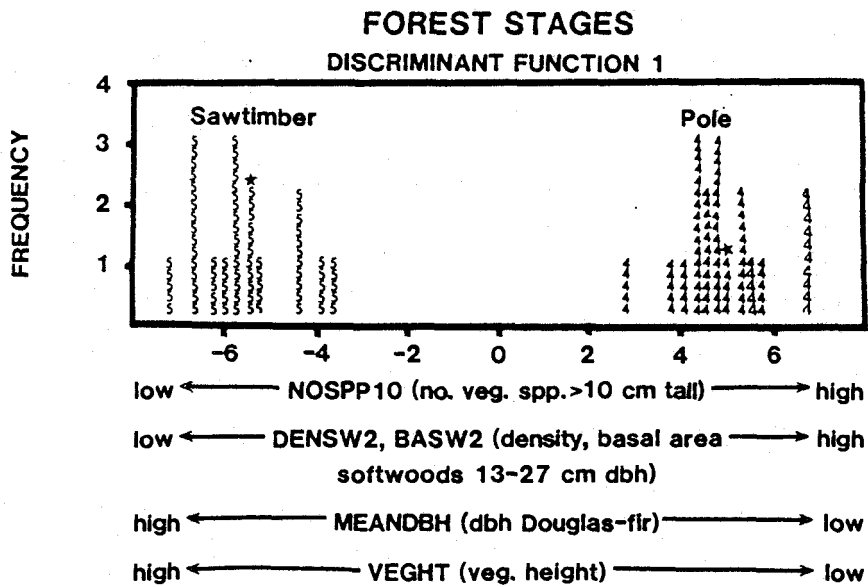 FOREST STAGES
DISCRIMINANT FUNCTION 1
FREQUENCY
4
3
2
1
Sawtimber
Pole
-6 -4 -2 0 2 4 6
low NOSPP10 (no. veg. spp.>10 cm tall) high
low DENSW2, BASW2 (density, basal area high
softwoods 13-27 cm dbh)
high MEANDBH (dbh Douglas-fir) low
high VEGHT (veg. height) low